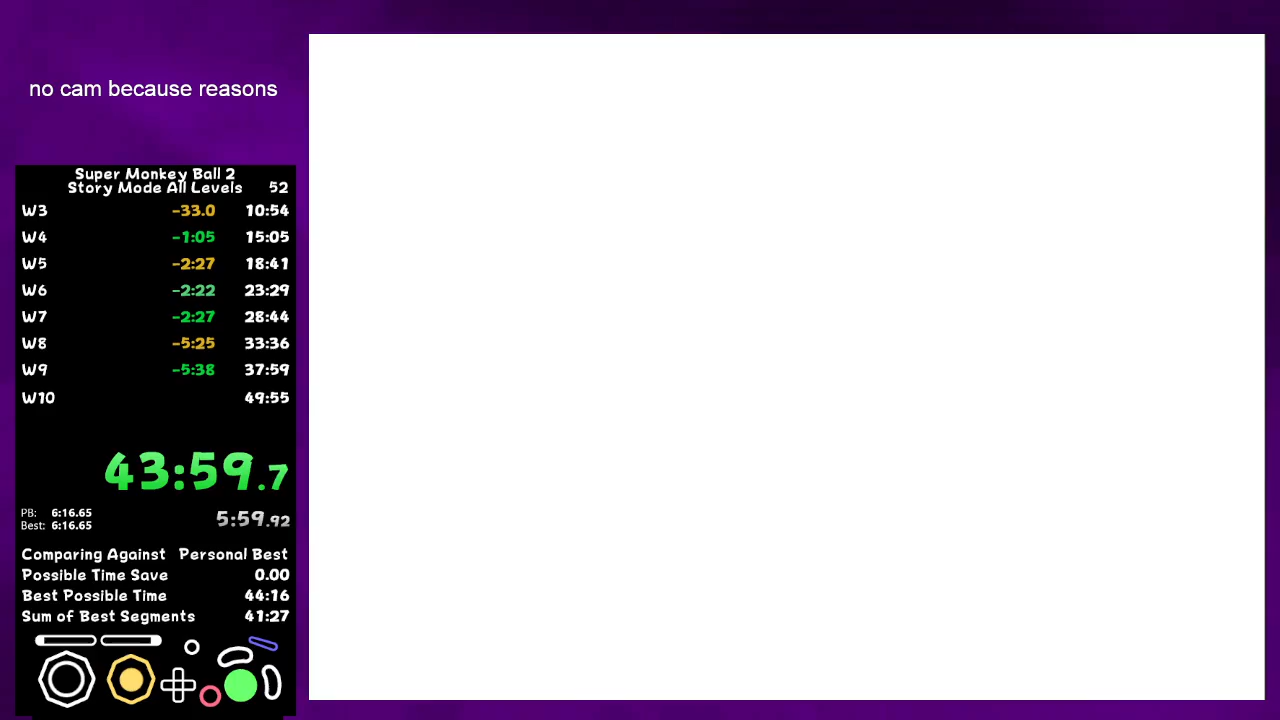 no cam because reasons
Super Monkey Ball 2
Story Mode All Levels 52
W3 -33.0 10:54
W4 -1:05 15:05
W5 -2:27 18:41
W6 -2:22 23:29
W7 -2:27 28:44
W8 -5:25 33:36
W9 -5:38 37:59
W10 49:55
43:59.7
PB: 6:16.65
Best: 6:16.65
5:59.92
Comparing Against Personal Best
Possible Time Save 0.00
Best Possible Time 44:16
Sum of Best Segments 41:27